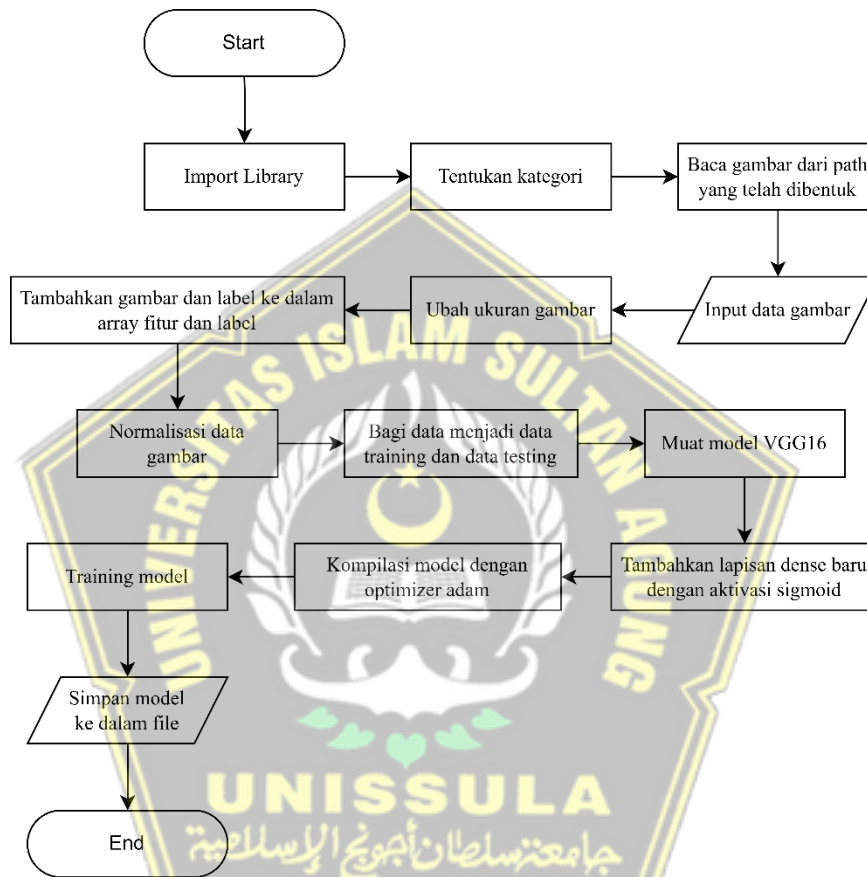 Start
Import Library
Tentukan kategori
Baca gambar dari path
yang telah dibentuk
Input data gambar
Ubah ukuran gambar
Tambahkan gambar dan label ke dalam
array fitur dan label
Normalisasi data
gambar
Bagi data menjadi data
training dan data testing
Muat model VGG16
Tambahkan lapisan dense baru
dengan aktivasi sigmoid
Kompilasi model dengan
optimizer adam
Training model
Simpan model
ke dalam file
End
UNIVERSITAS ISLAM SULTAN AGUNG
UNISSULA
جامعتسلطان أجونج الإسلامية